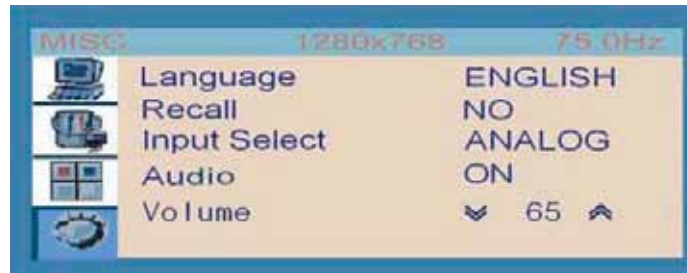 MISC 1280x768 75.0Hz
Language ENGLISH
Recall NO
Input Select ANALOG
Audio ON
Volume 65